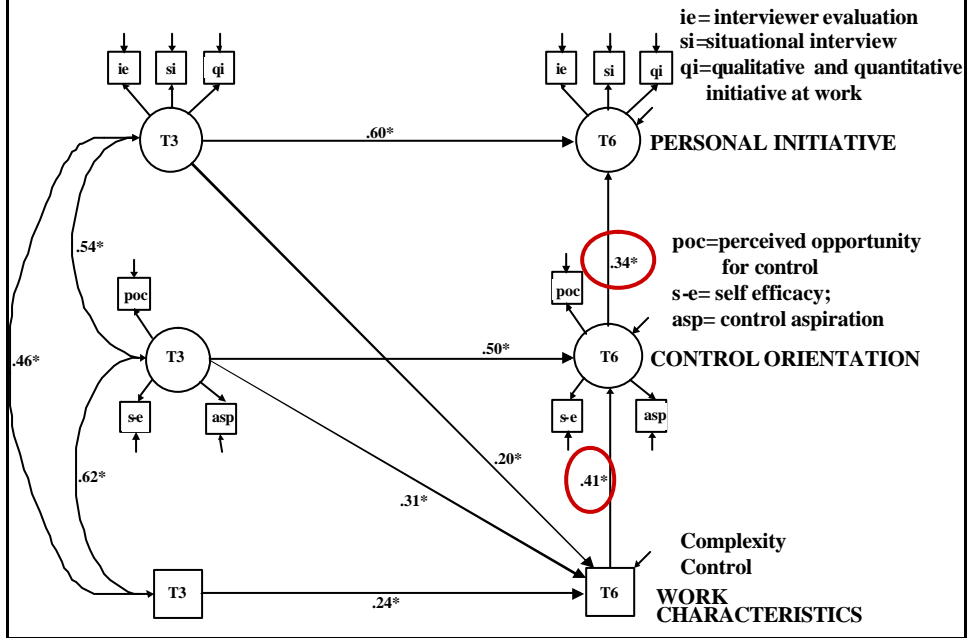 ie= interviewer evaluation
si=situational interview
qi=qualitative and quantitative
initiative at work
ie si qi
ie si qi
T3
.60*
T6
PERSONAL INITIATIVE
.54*
.34*
poc=perceived opportunity
for control
s-e= self efficacy;
asp= control aspiration
poc
poc
.46*
T3
.50*
T6
CONTROL ORIENTATION
s-e
asp
s-e
asp
.20*
.62*
.31*
.41*
Complexity
Control
T3
.24*
T6
WORK
CHARACTERISTICS